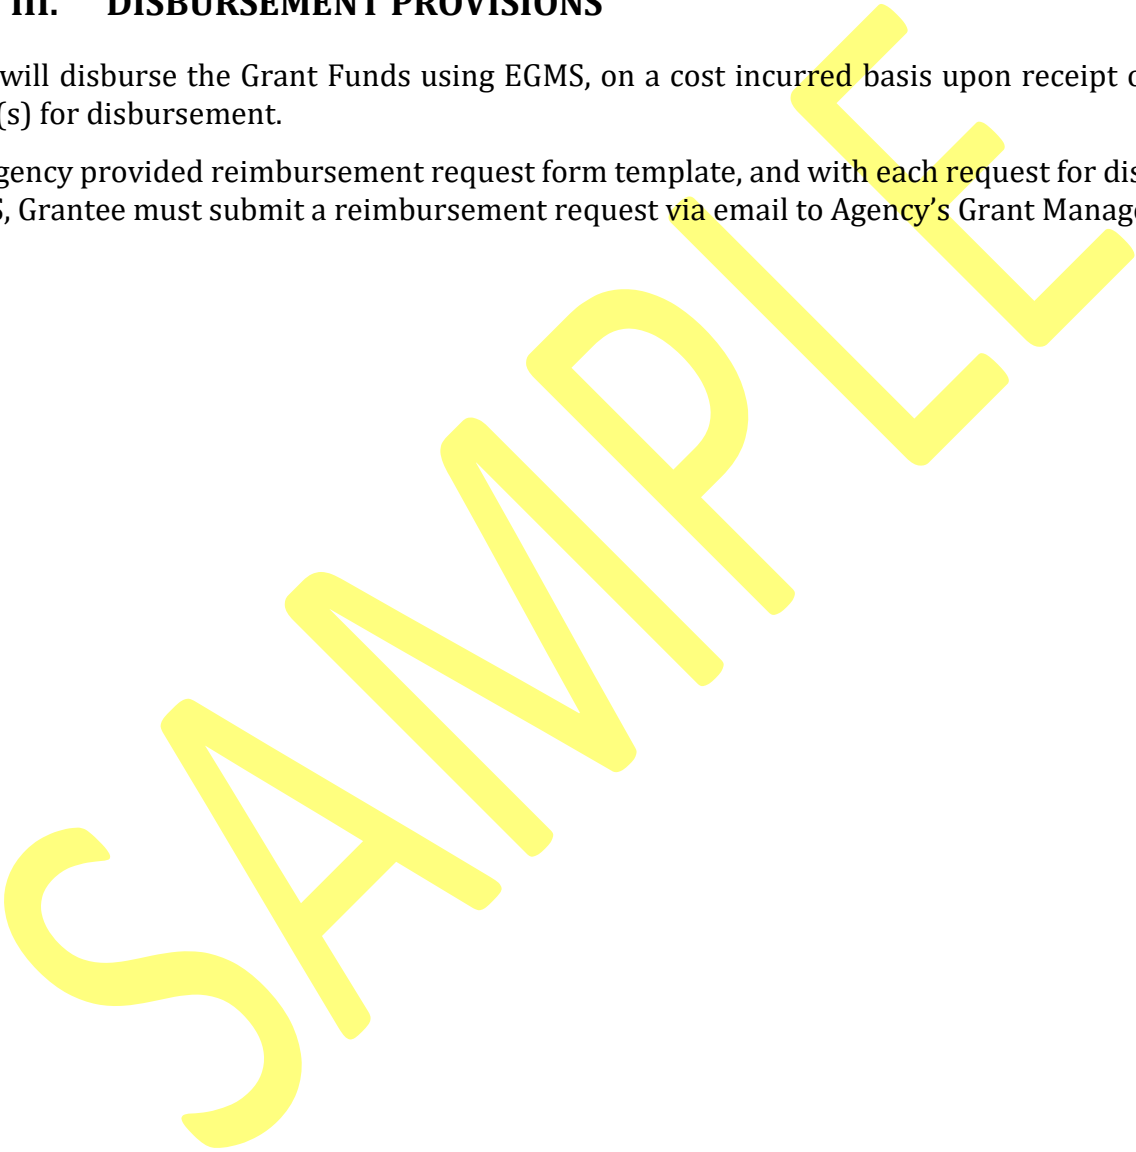 III. DISBURSEMENT PROVISIONS
will disburse the Grant Funds using EGMS, on a cost incurred basis upon receipt
(s) for disbursement.
gency provided reimbursement request form template, and with each request for dis
, Grantee must submit a reimbursement request via email to Agency’s Grant Manag
SAMPLE